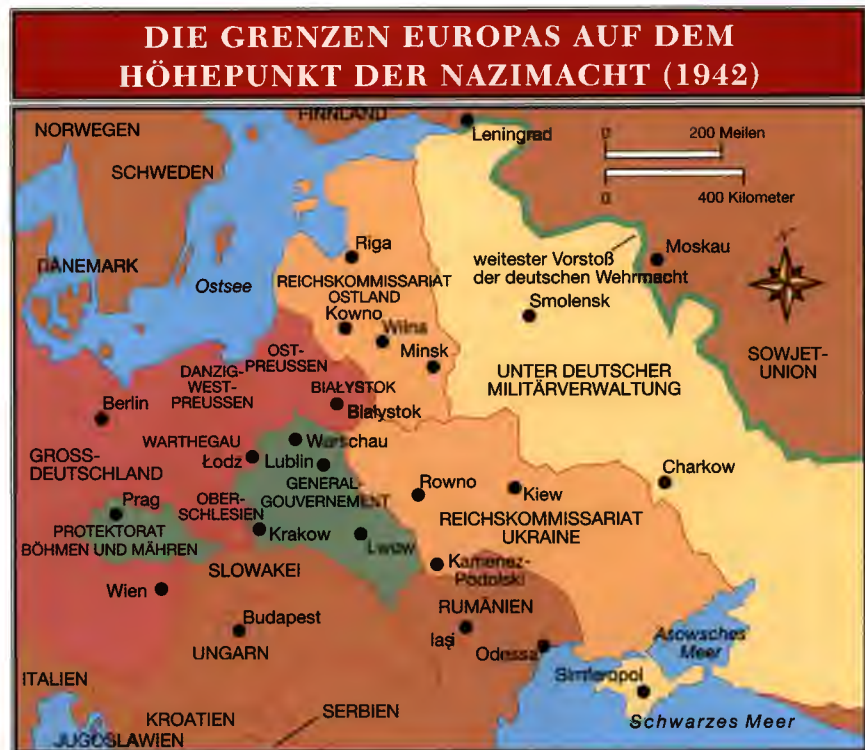 DIE GRENZEN EUROPAS AUF DEM
HÖHEPUNKT DER NAZIMACHT (1942)
FINNLAND
NORWEGEN
Leningrad
0
200 Meilen
SCHWEDEN
0
400 Kilometer
N
Riga
Moskau
weitester Vorstoß
der deutschen Wehrmacht
DÄNEMARK
Ostsee
REICHSKOMMISSARIAT
OSTLAND
Smolensk
Kowno
Wilna
Minsk
SOWJET-
UNION
OST-
PREUSSEN
UNTER DEUTSCHER
MILITÄRVERWALTUNG
DANZIG-
WEST-
PREUSSEN
BIAŁYSTOK
Białystok
Berlin
WARTHEGAU
Warschau
GROSS-
DEUTSCHLAND
Łodz
Lublin
Charkow
GENERAL-
GOUVERNEMENT
Rowno
Kiew
Prag
OBER-
SCHLESIEN
REICHSKOMMISSARIAT
UKRAINE
PROTEKTORAT
BÖHMEN UND MÄHREN
Krakow
Lwow
SLOWAKEI
Kamenez-
Podolski
Wien
Budapest
RUMÄNIEN
UNGARN
Iaşi
Odessa
Asowsches
Meer
ITALIEN
Simferopol
KROATIEN
SERBIEN
Schwarzes Meer
JUGOSLAWIEN